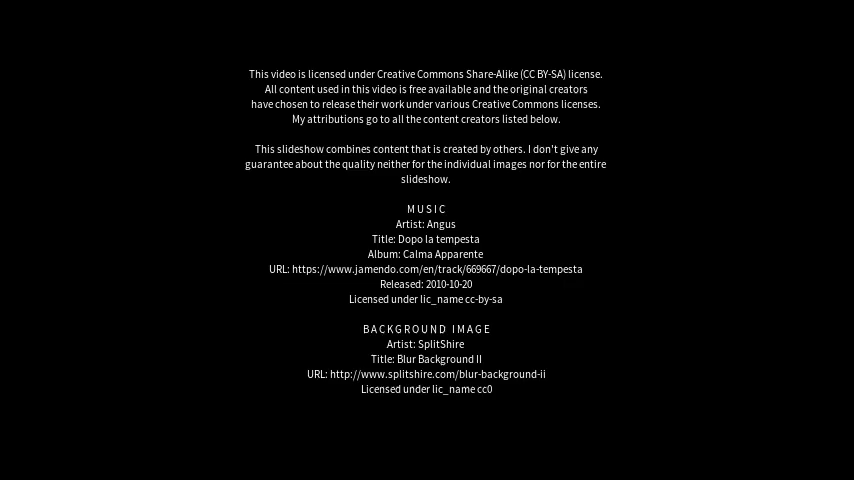 This video is licensed under Creative Commons Share-Alike (CC BY-SA) license.
All content used in this video is free available and the original creators
have chosen to release their work under various Creative Commons licenses.
My attributions go to all the content creators listed below.
This slideshow combines content that is created by others. I don't give any
guarantee about the quality neither for the individual images nor for the entire
slideshow.
MUSIC
Artist: Angus
Title: Dopo la tempesta
Album: Calma Apparente
URL: https://www.jamendo.com/en/track/669667/dopo-la-tempesta
Released: 2010-10-20
Licensed under lic_name cc-by-sa
BACKGROUND IMAGE
Artist: SplitShire
Title: Blur Background II
URL: http://www.splitshire.com/blur-background-ii
Licensed under lic_name cc0